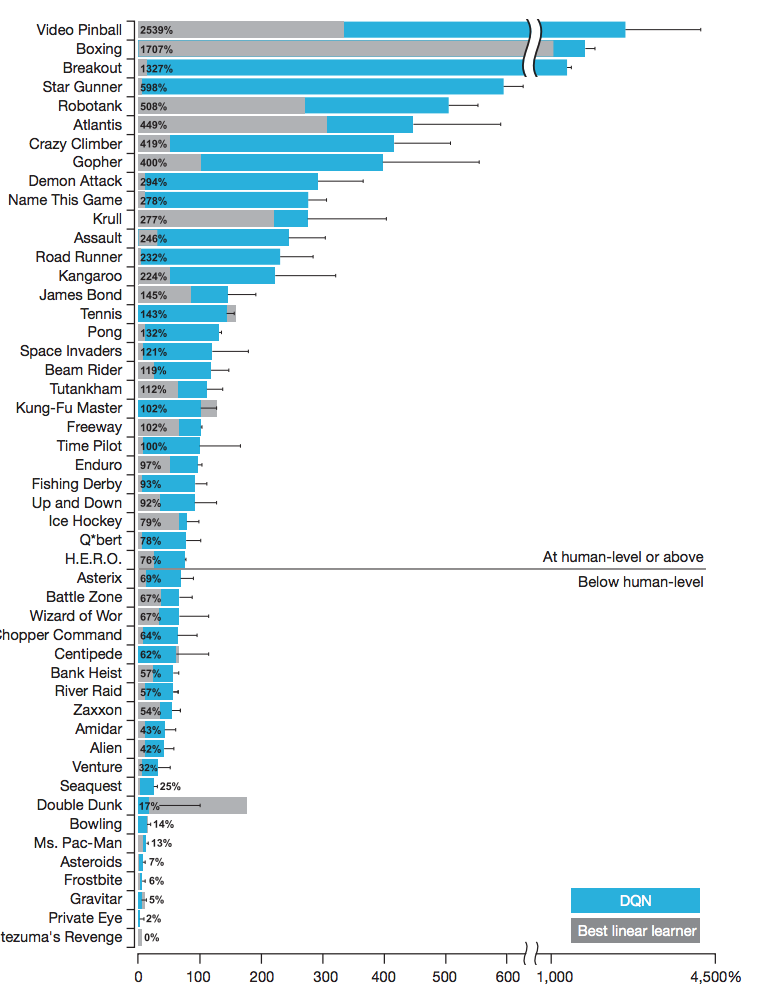 Video Pinball 2539%
Boxing 1707%
Breakout 1327%
Star Gunner 598%
Robotank 508%
Atlantis 449%
Crazy Climber 419%
Gopher 400%
Demon Attack 294%
Name This Game 278%
Krull 277%
Assault 246%
Road Runner 232%
Kangaroo 224%
James Bond 145%
Tennis 143%
Pong 132%
Space Invaders 121%
Beam Rider 119%
Tutankham 112%
Kung-Fu Master 102%
Freeway 102%
Time Pilot 100%
Enduro 97%
Fishing Derby 93%
Up and Down 92%
Ice Hockey 79%
Q*bert 78%
H.E.R.O. 76%
At human-level or above
Asterix 69%
Below human-level
Battle Zone 67%
Wizard of Wor 67%
hopper Command 64%
Centipede 62%
Bank Heist 57%
River Raid 57%
Zaxxon 54%
Amidar 43%
Alien 42%
Venture 32%
Seaquest 25%
Double Dunk 17%
Bowling 14%
Ms. Pac-Man 13%
Asteroids 7%
Frostbite 6%
Gravitar 5%
Private Eye 2%
tezuma's Revenge 0%
DQN
Best linear learner
0 100 200 300 400 500 600 1,000 4,500%